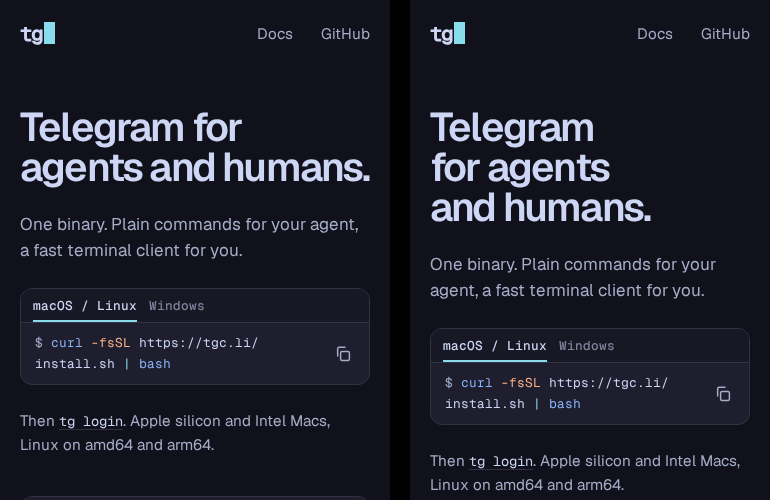 tg
Docs GitHub
Telegram for
agents and humans.
One binary. Plain commands for your agent,
a fast terminal client for you.
macOS / Linux Windows
$ curl -fsSL https://tgc.li/
install.sh | bash
Then tg login. Apple silicon and Intel Macs,
Linux on amd64 and arm64.
tg
Docs GitHub
Telegram
for agents
and humans.
One binary. Plain commands for your
agent, a fast terminal client for you.
macOS / Linux Windows
$ curl -fsSL https://tgc.li/
install.sh | bash
Then tg login. Apple silicon and Intel Macs,
Linux on amd64 and arm64.